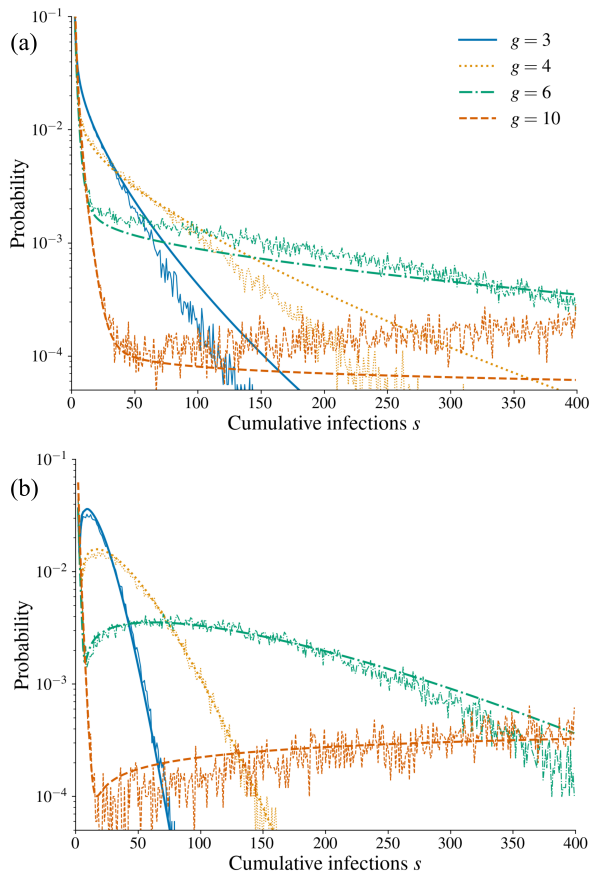 (a)
10⁻¹
10⁻²
10⁻³
10⁻⁴
Probability
g = 3
g = 4
g = 6
g = 10
0 50 100 150 200 250 300 350 400
Cumulative infections s
(b)
10⁻¹
10⁻²
10⁻³
10⁻⁴
Probability
0 50 100 150 200 250 300 350 400
Cumulative infections s